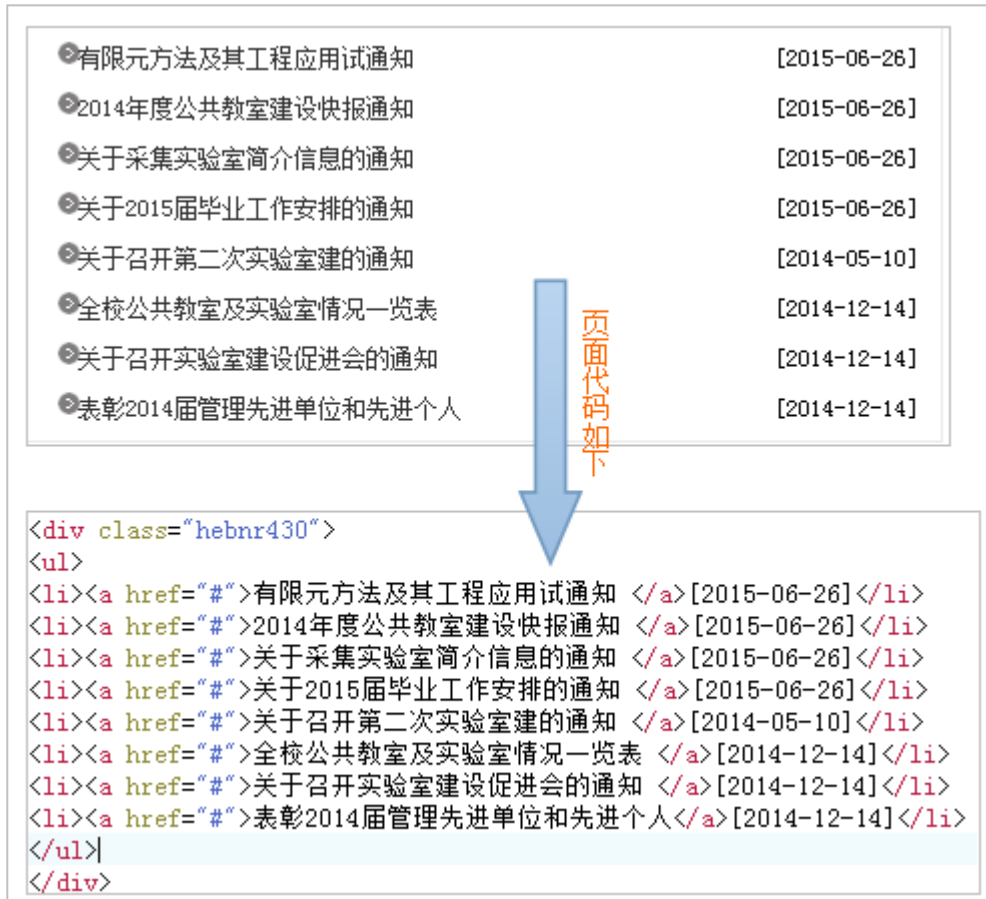 有限元方法及其工程应用试通知 [2015-06-26]
2014年度公共教室建设快报通知 [2015-06-26]
关于采集实验室简介信息的通知 [2015-06-26]
关于2015届毕业工作安排的通知 [2015-06-26]
关于召开第二次实验室建的通知 [2014-05-10]
全校公共教室及实验室情况一览表 [2014-12-14]
关于召开实验室建设促进会的通知 [2014-12-14]
表彰2014届管理先进单位和先进个人 [2014-12-14]
页面代码如下
<div class="hebnr430">
<ul>
<li><a href="#">有限元方法及其工程应用试通知 </a>[2015-06-26]</li>
<li><a href="#">2014年度公共教室建设快报通知 </a>[2015-06-26]</li>
<li><a href="#">关于采集实验室简介信息的通知 </a>[2015-06-26]</li>
<li><a href="#">关于2015届毕业工作安排的通知 </a>[2015-06-26]</li>
<li><a href="#">关于召开第二次实验室建的通知 </a>[2014-05-10]</li>
<li><a href="#">全校公共教室及实验室情况一览表 </a>[2014-12-14]</li>
<li><a href="#">关于召开实验室建设促进会的通知 </a>[2014-12-14]</li>
<li><a href="#">表彰2014届管理先进单位和先进个人</a>[2014-12-14]</li>
</ul>
</div>